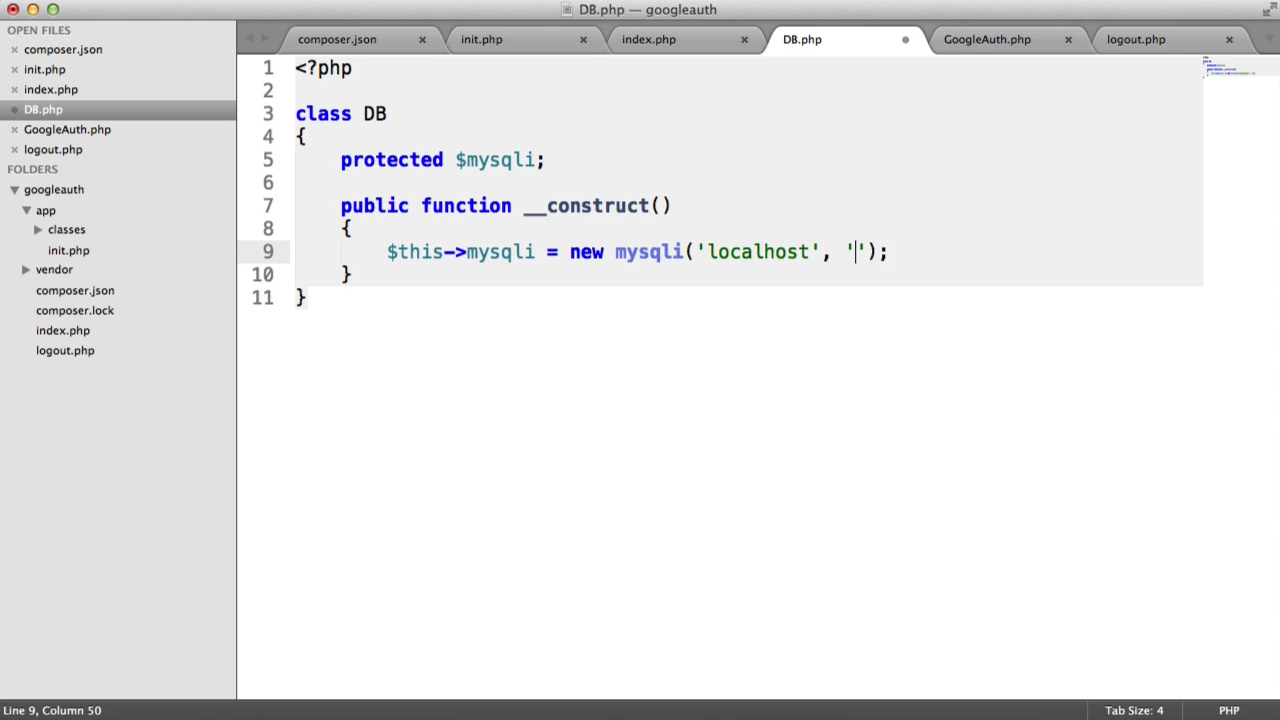 DB.php — googleauth
OPEN FILES
composer.json
init.php
index.php
DB.php
GoogleAuth.php
logout.php
FOLDERS
googleauth
app
classes
init.php
vendor
composer.json
composer.lock
index.php
logout.php
composer.json init.php index.php DB.php GoogleAuth.php logout.php
1 <?php
2
3 class DB
4 {
5 protected $mysqli;
6
7 public function __construct()
8 {
9 $this->mysqli = new mysqli('localhost', '');
10 }
11 }
Line 9, Column 50
Tab Size: 4
PHP